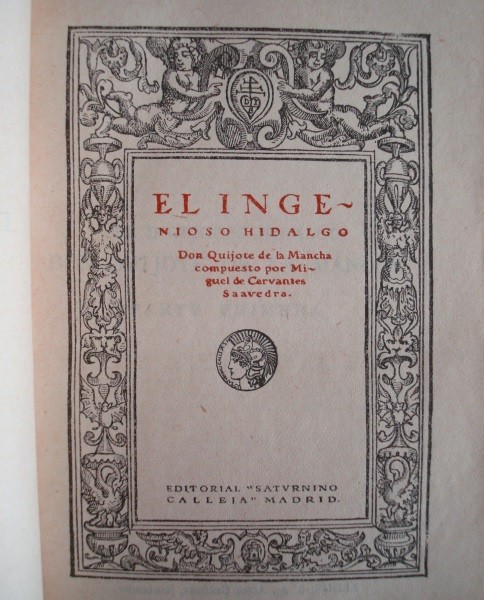 EL INGE~
NIOSO HIDALGO
Don Quijote de la Mancha
compuesto por Mi~
guel de Cervantes
Saavedra.
EDITORIAL "SATVRNINO
CALLEJA" MADRID.